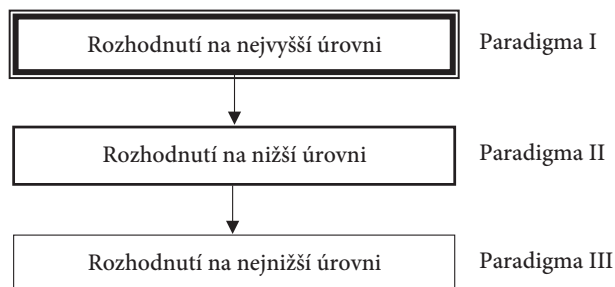 Rozhodnutí na nejvyšší úrovni Paradigma I
Rozhodnutí na nižší úrovni Paradigma II
Rozhodnutí na nejnižší úrovni Paradigma III